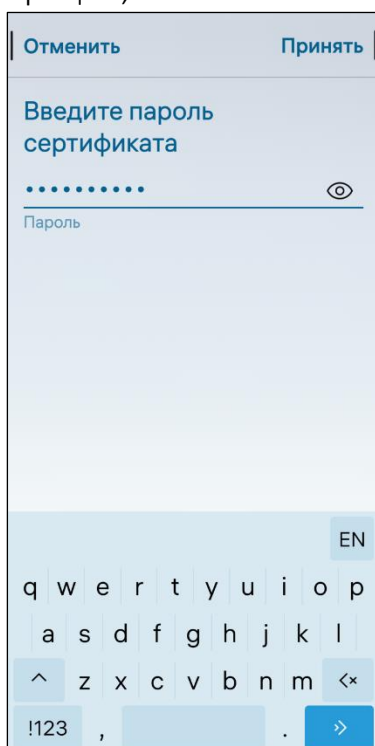 Отменить Принять
Введите пароль
сертификата
••••••••••
Пароль
EN
q w e r t y u i o p
a s d f g h j k l
z x c v b n m
!123 , .